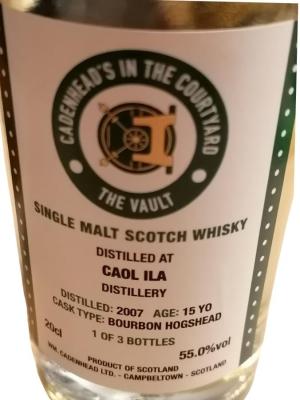 CADENHEAD'S IN THE COURTYARD
THE VAULT
SINGLE MALT SCOTCH WHISKY
DISTILLED AT
CAOL ILA
DISTILLERY
DISTILLED: 2007 AGE: 15 YO
CASK TYPE: BOURBON HOGSHEAD
1 OF 3 BOTTLES
20cl 55.0%vol
PRODUCT OF SCOTLAND
WM. CADENHEAD LTD. - CAMPBELTOWN - SCOTLAND